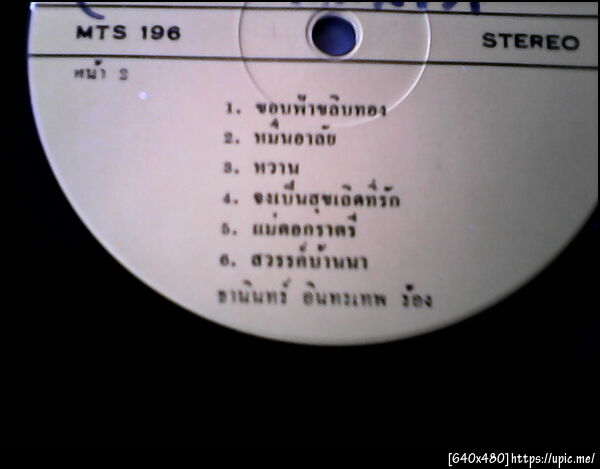 MTS 196
STEREO
หน้า 2
1. ขอบฟ้าขลิบทอง
2. หมื่นอาลัย
3. หวาน
4. จงเป็นสุขเถิดที่รัก
5. แม่ดอกราตรี
6. สวรรค์บ้านนา
ธานินทร์ อินทรเทพ ร้อง
[640x480]https://upic.me/